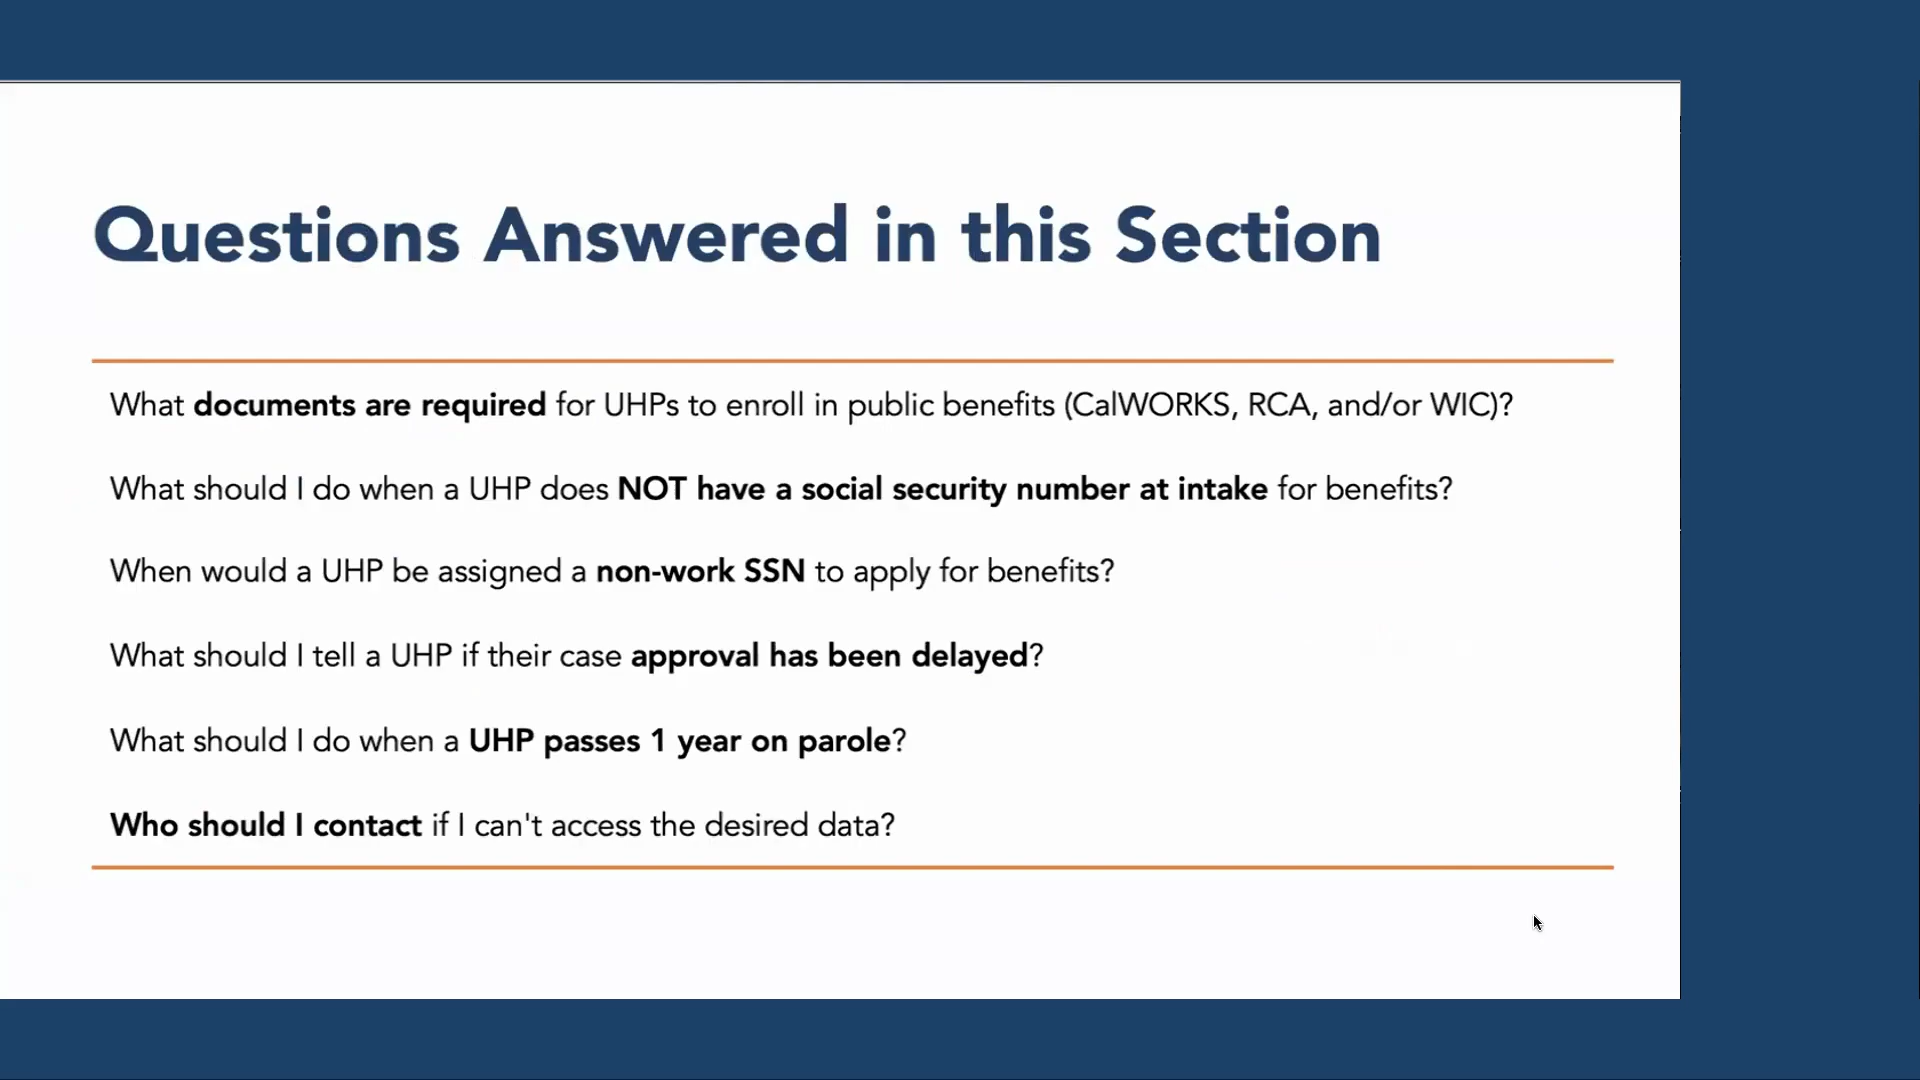 Questions Answered in this Section
What documents are required for UHPs to enroll in public benefits (CalWORKS, RCA, and/or WIC)?
What should I do when a UHP does NOT have a social security number at intake for benefits?
When would a UHP be assigned a non-work SSN to apply for benefits?
What should I tell a UHP if their case approval has been delayed?
What should I do when a UHP passes 1 year on parole?
Who should I contact if I can't access the desired data?